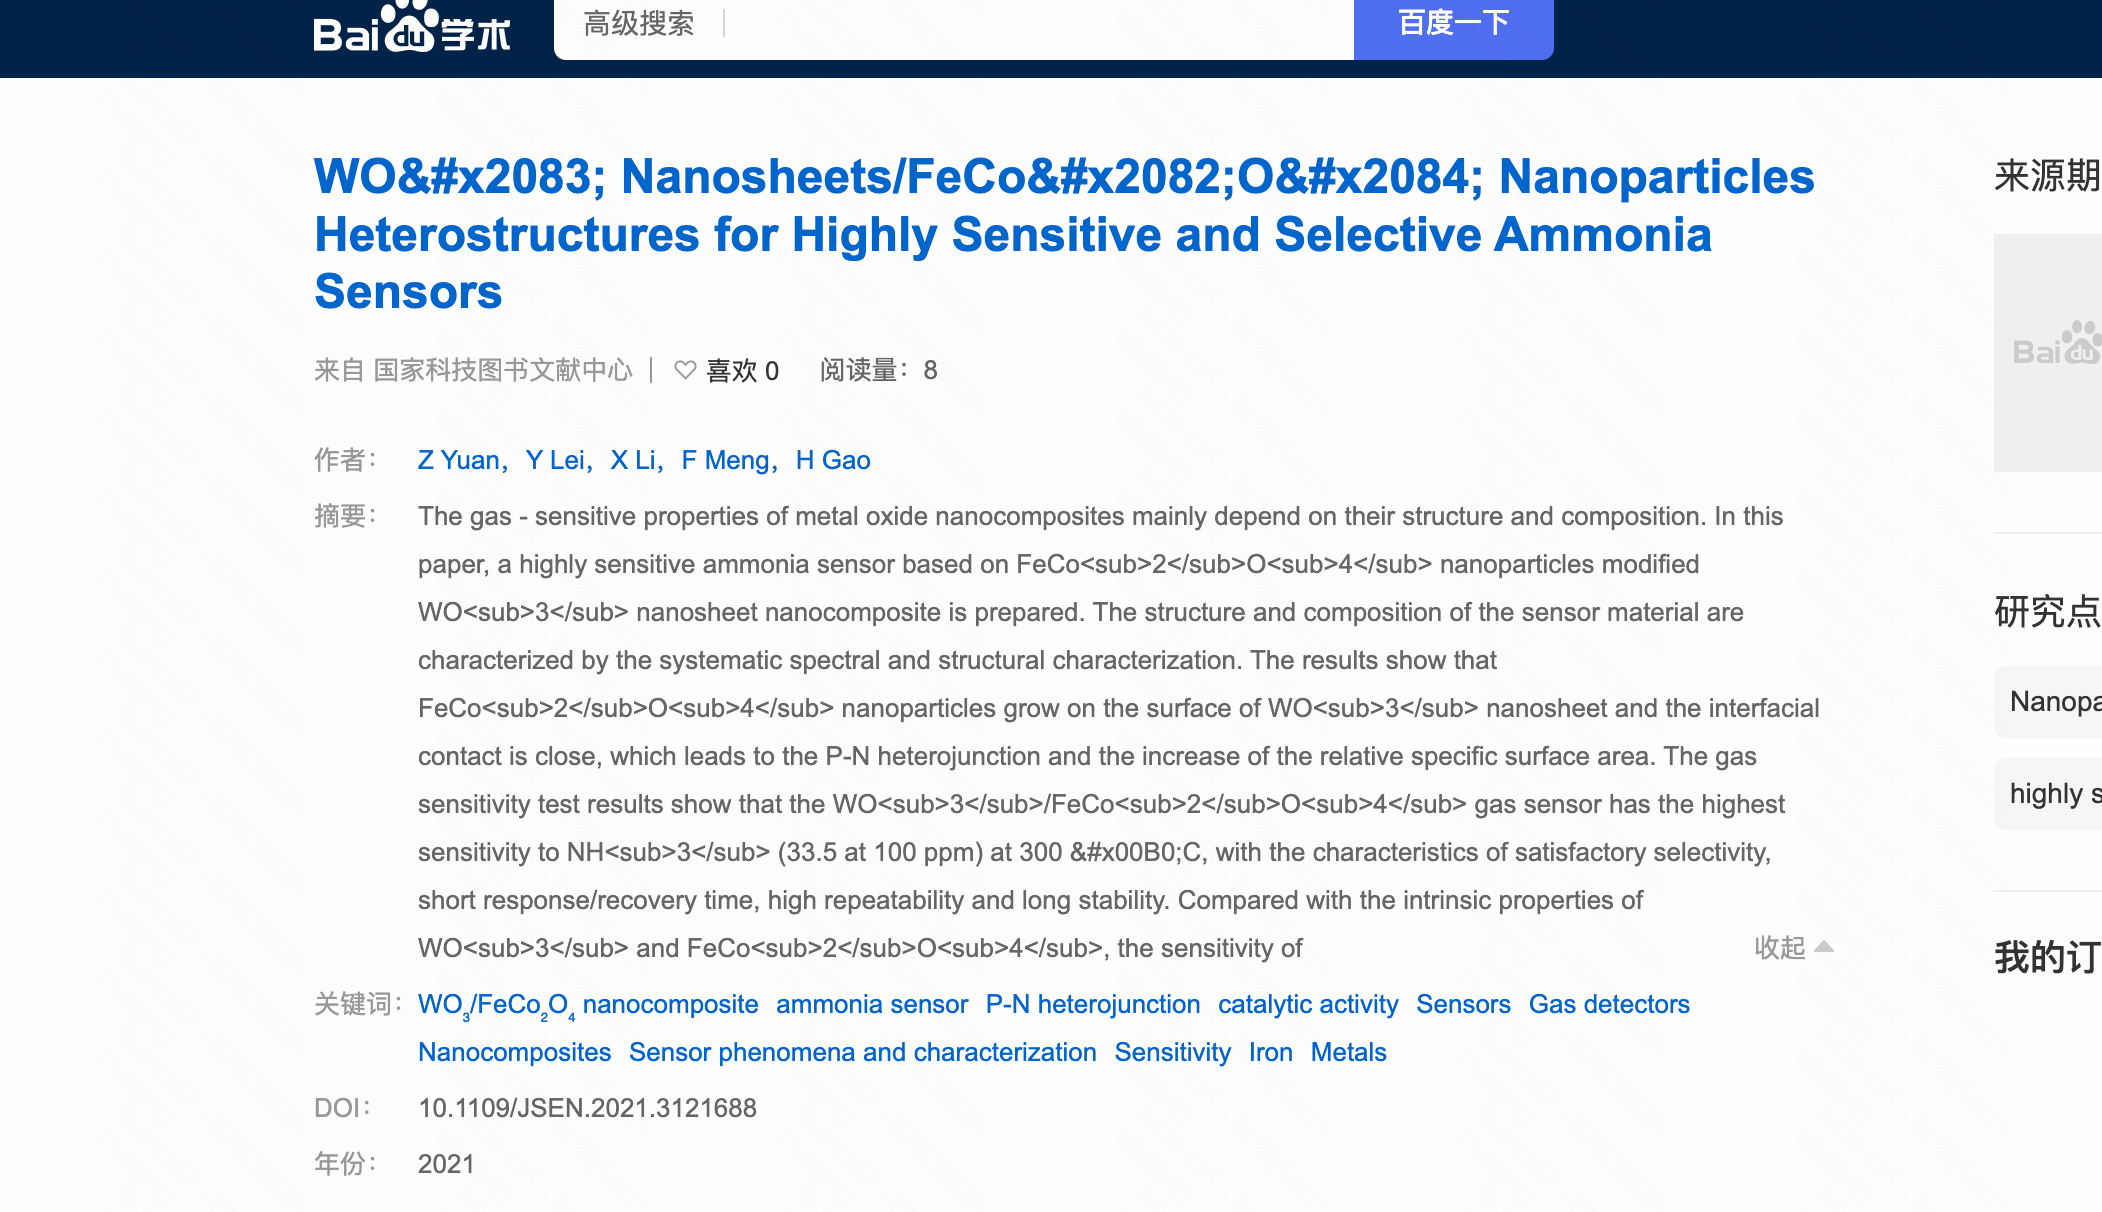 Baidu学术
高级搜索
百度一下
WO&#x2083; Nanosheets/FeCo&#x2082;O&#x2084; Nanoparticles
Heterostructures for Highly Sensitive and Selective Ammonia
Sensors
来自 国家科技图书文献中心 | ♡ 喜欢 0 阅读量：8
作者： Z Yuan，Y Lei，X Li，F Meng，H Gao
摘要： The gas - sensitive properties of metal oxide nanocomposites mainly depend on their structure and composition. In this
paper, a highly sensitive ammonia sensor based on FeCo<sub>2</sub>O<sub>4</sub> nanoparticles modified
WO<sub>3</sub> nanosheet nanocomposite is prepared. The structure and composition of the sensor material are
characterized by the systematic spectral and structural characterization. The results show that
FeCo<sub>2</sub>O<sub>4</sub> nanoparticles grow on the surface of WO<sub>3</sub> nanosheet and the interfacial
contact is close, which leads to the P-N heterojunction and the increase of the relative specific surface area. The gas
sensitivity test results show that the WO<sub>3</sub>/FeCo<sub>2</sub>O<sub>4</sub> gas sensor has the highest
sensitivity to NH<sub>3</sub> (33.5 at 100 ppm) at 300 &#x00B0;C, with the characteristics of satisfactory selectivity,
short response/recovery time, high repeatability and long stability. Compared with the intrinsic properties of
WO<sub>3</sub> and FeCo<sub>2</sub>O<sub>4</sub>, the sensitivity of
收起
关键词： WO₃/FeCo₂O₄ nanocomposite ammonia sensor P-N heterojunction catalytic activity Sensors Gas detectors
Nanocomposites Sensor phenomena and characterization Sensitivity Iron Metals
DOI： 10.1109/JSEN.2021.3121688
年份： 2021
来源期
Baidu
研究点
Nanopa
highly s
我的订